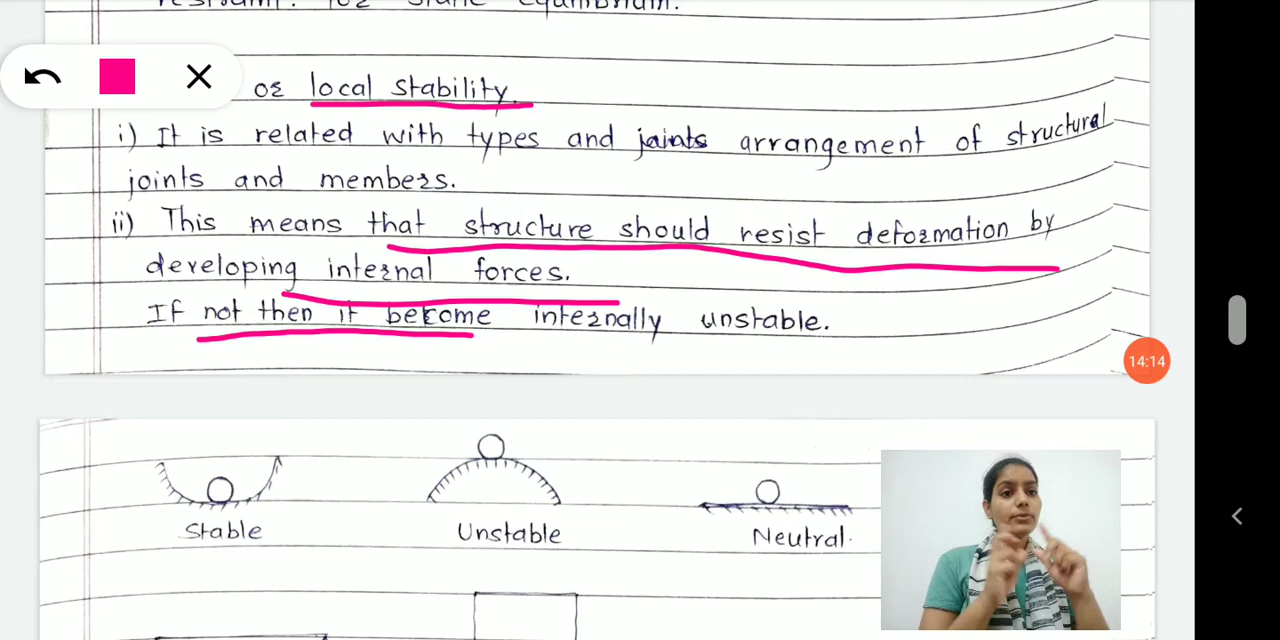 or local stability.
i) It is related with types and joints arrangement of structural
joints and members.
ii) This means that structure should resist deformation by
developing internal forces.
If not then it become internally unstable.
14:14
Stable Unstable Neutral.